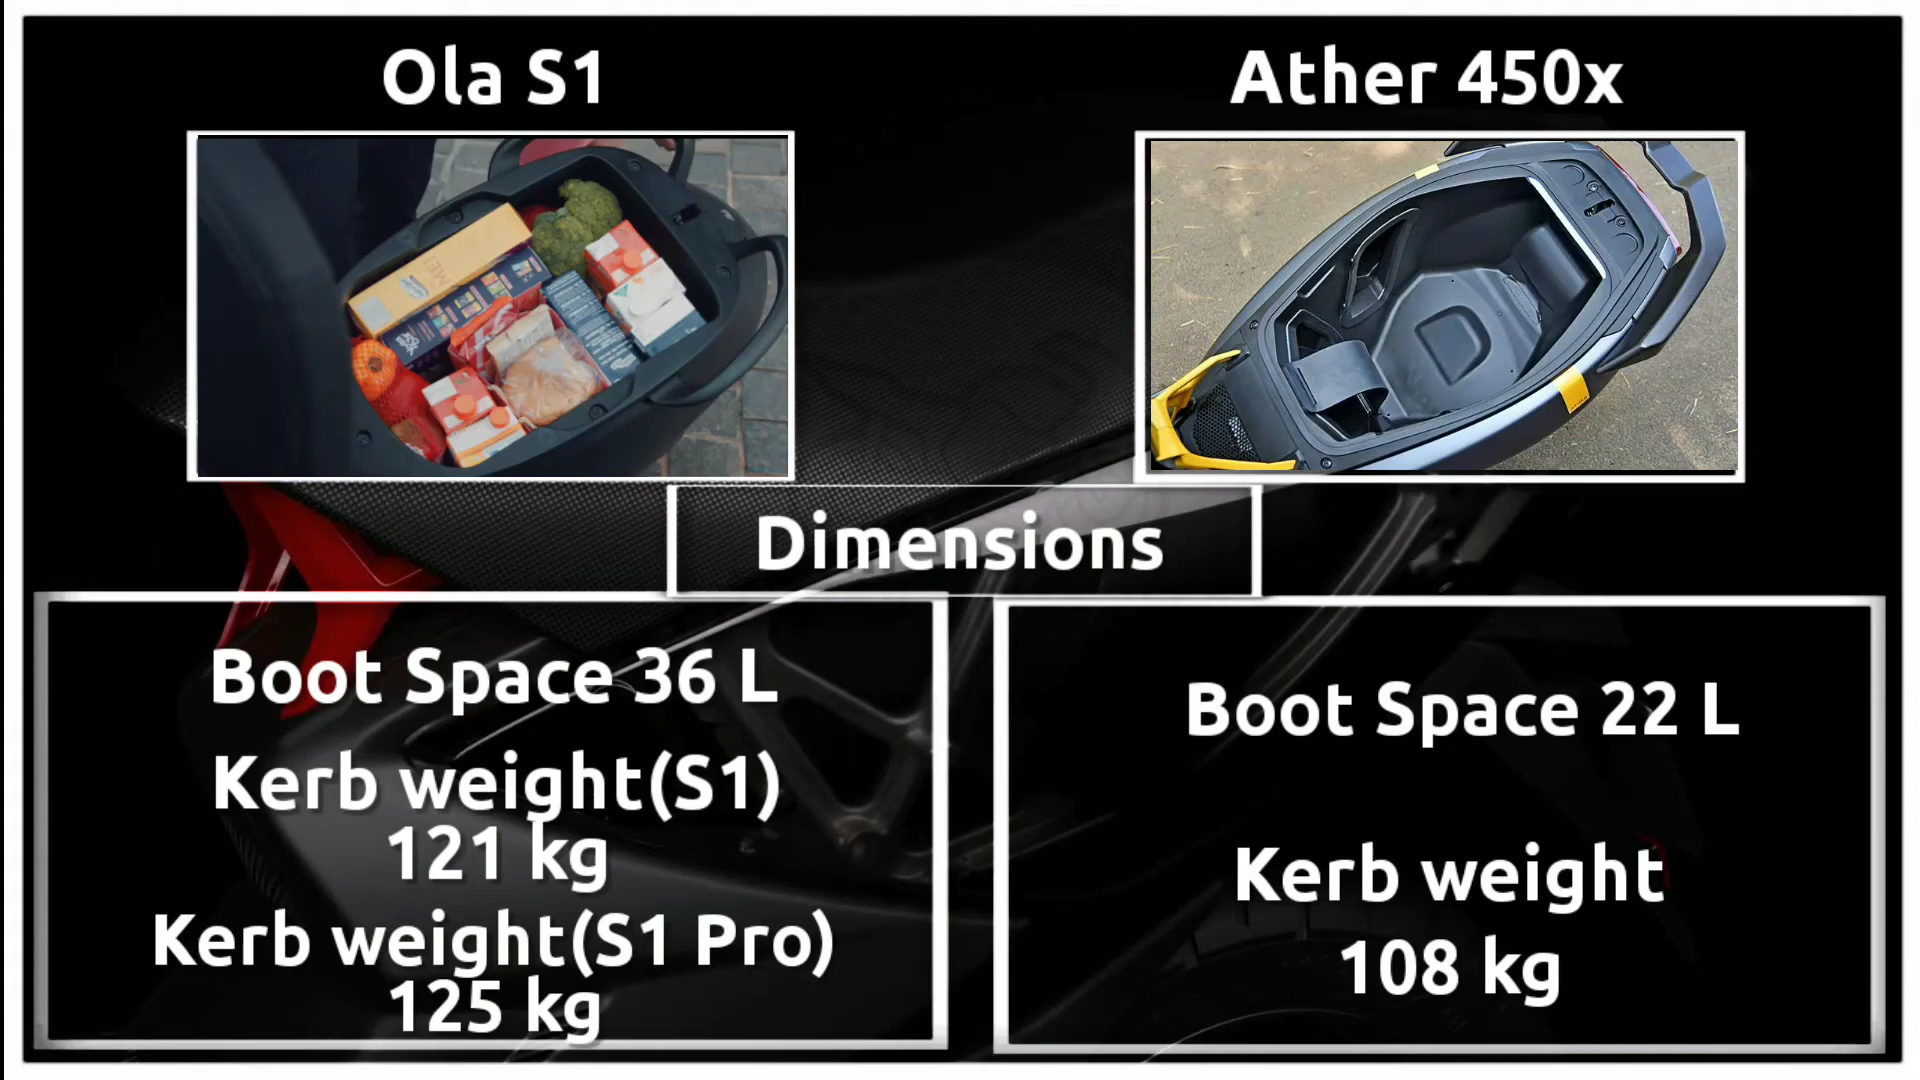 Ola S1
Ather 450x
Dimensions
Boot Space 36 L
Kerb weight(S1)
121 kg
Kerb weight(S1 Pro)
125 kg
Boot Space 22 L
Kerb weight
108 kg